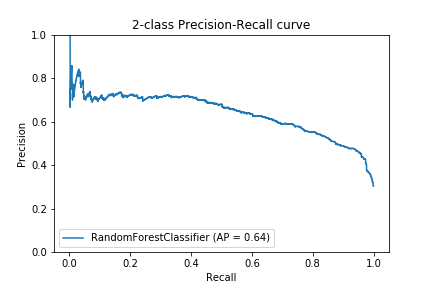 2-class Precision-Recall curve
1.0
0.8
0.6
0.4
0.2
0.0
Precision
RandomForestClassifier (AP = 0.64)
0.0 0.2 0.4 0.6 0.8 1.0
Recall